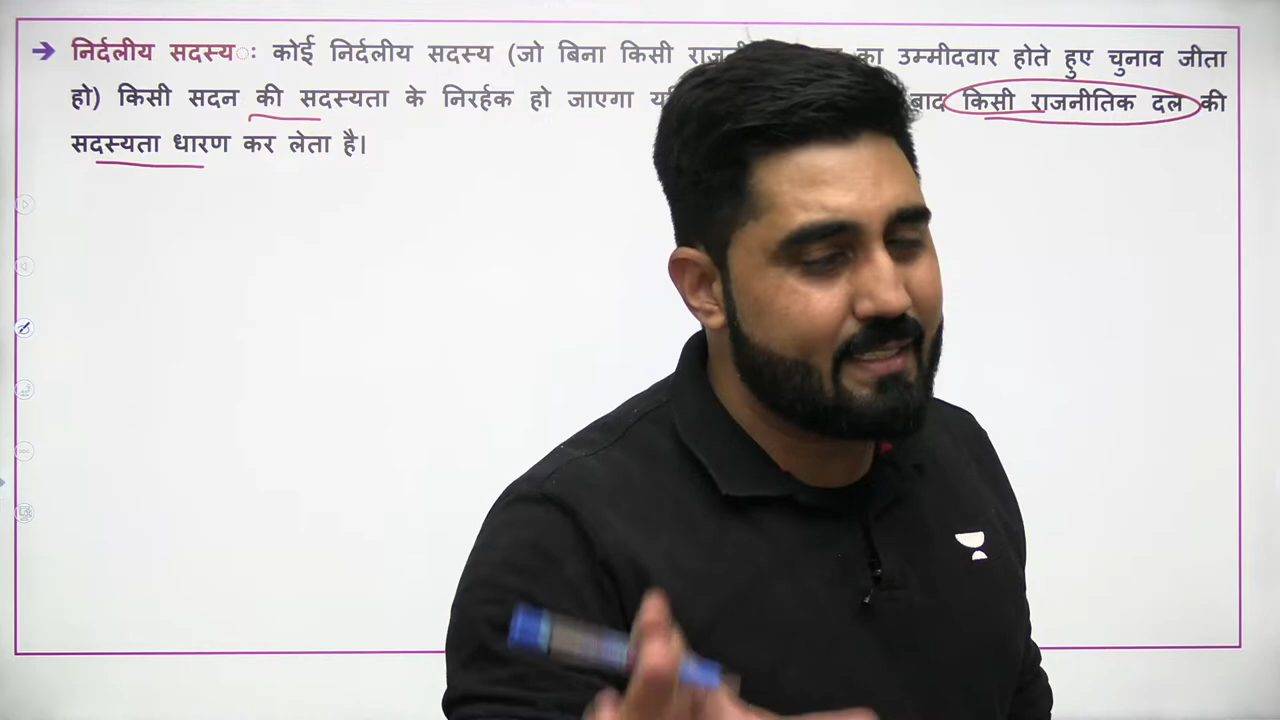 निर्दलीय सदस्यः कोई निर्दलीय सदस्य (जो बिना किसी का उम्मीदवार होते हुए चुनाव जीता
हो) किसी सदन की सदस्यता के निरर्हक हो जाएगा बाद किसी राजनीतिक दल की
सदस्यता धारण कर लेता है।